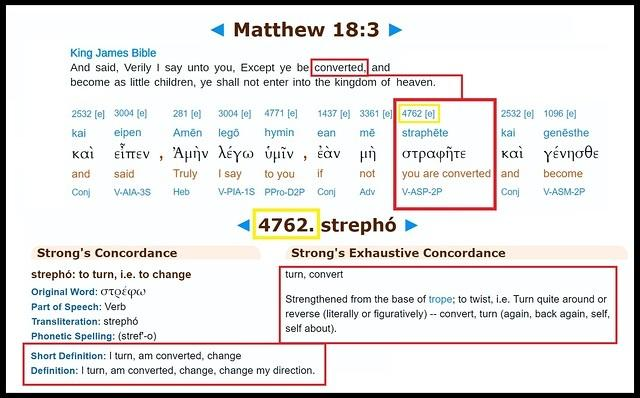 ◄ Matthew 18:3 ►
King James Bible
And said, Verily I say unto you, Except ye be converted, and
become as little children, ye shall not enter into the kingdom of heaven.
2532 [e] 3004 [e] 281 [e] 3004 [e] 4771 [e] 1437 [e] 3361 [e] 4762 [e] 2532 [e] 1096 [e]
kai eipen Amēn legō hymin ean mē straphēte kai genēsthe
καὶ εἶπεν , Ἀμὴν λέγω ὑμῖν , ἐὰν μὴ στραφῆτε καὶ γένησθε
and said Truly I say to you if not you are converted and become
Conj V-AIA-3S Heb V-PIA-1S PPro-D2P Conj Adv V-ASP-2P Conj V-ASM-2P
◄ 4762. strephó ►
Strong's Concordance
strephó: to turn, i.e. to change
Original Word: στρέφω
Part of Speech: Verb
Transliteration: strephó
Phonetic Spelling: (stref'-o)
Short Definition: I turn, am converted, change
Definition: I turn, am converted, change, change my direction.
Strong's Exhaustive Concordance
turn, convert
Strengthened from the base of trope; to twist, i.e. Turn quite around or
reverse (literally or figuratively) -- convert, turn (again, back again, self,
self about).